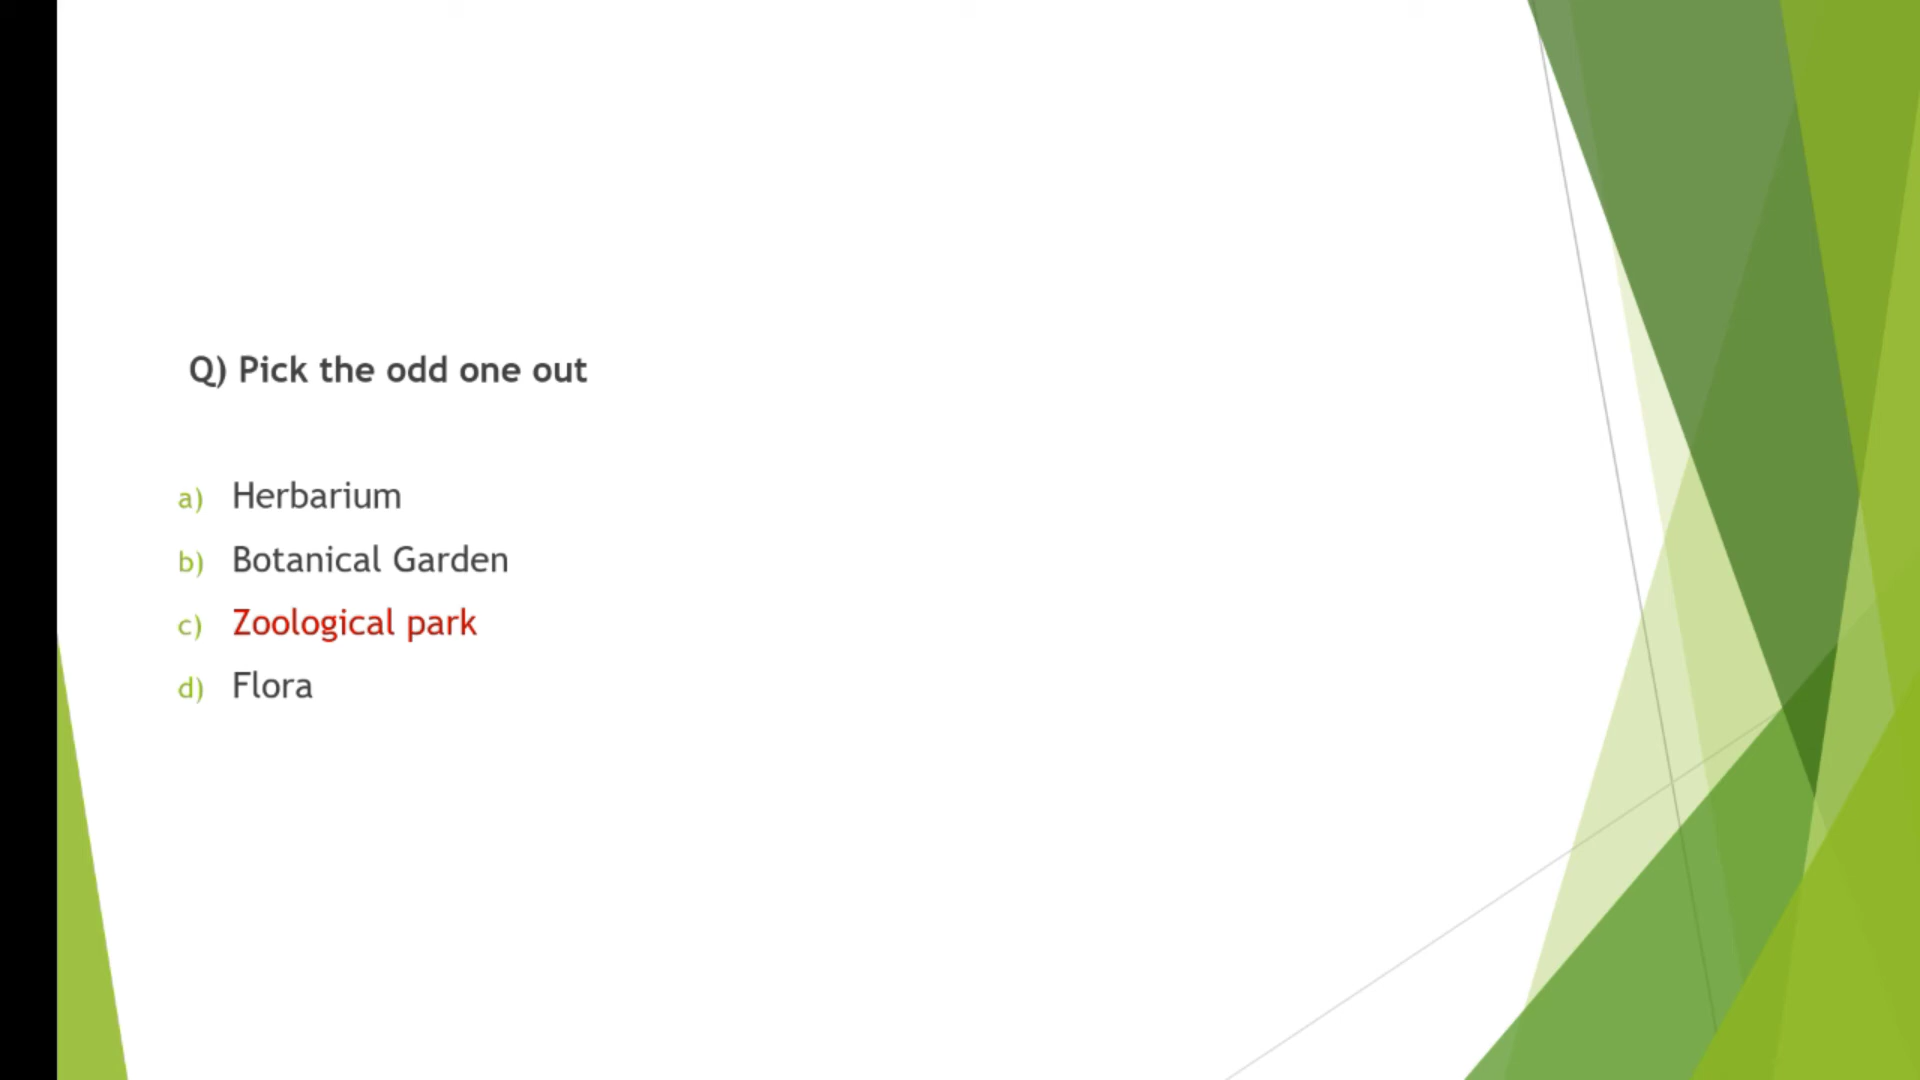 Q) Pick the odd one out
a) Herbarium
b) Botanical Garden
c) Zoological park
d) Flora